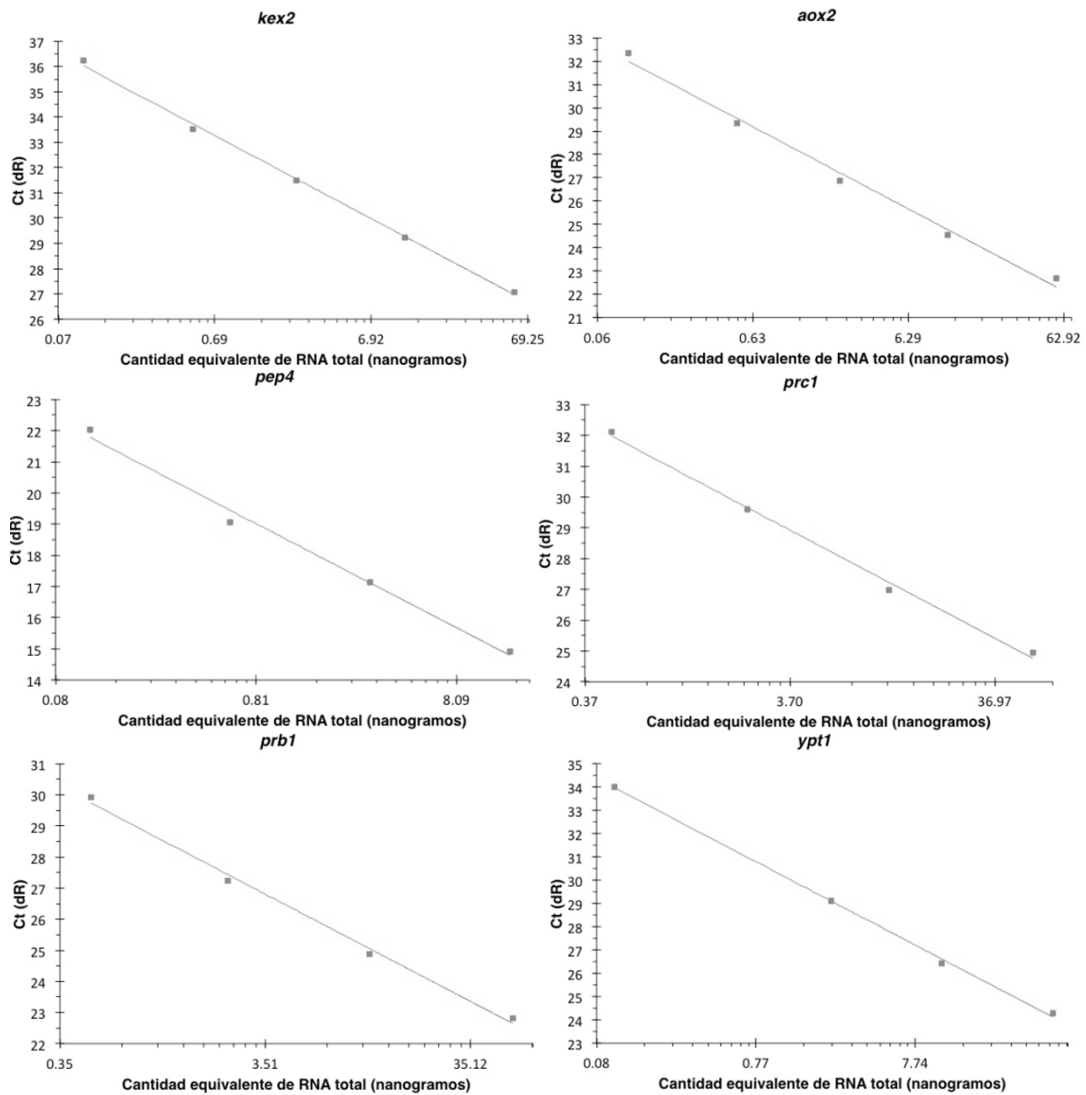 kex2
37
36
35
34
33
32
31
30
29
28
27
26
Ct (dR)
0.07 0.69 6.92 69.25
Cantidad equivalente de RNA total (nanogramos)
aox2
33
32
31
30
29
28
27
26
25
24
23
22
21
Ct (dR)
0.06 0.63 6.29 62.92
Cantidad equivalente de RNA total (nanogramos)
pep4
23
22
21
20
19
18
17
16
15
14
Ct (dR)
0.08 0.81 8.09
Cantidad equivalente de RNA total (nanogramos)
prc1
33
32
31
30
29
28
27
26
25
24
Ct (dR)
0.37 3.70 36.97
Cantidad equivalente de RNA total (nanogramos)
prb1
31
30
29
28
27
26
25
24
23
22
Ct (dR)
0.35 3.51 35.12
Cantidad equivalente de RNA total (nanogramos)
ypt1
35
34
33
32
31
30
29
28
27
26
25
24
23
Ct (dR)
0.08 0.77 7.74
Cantidad equivalente de RNA total (nanogramos)